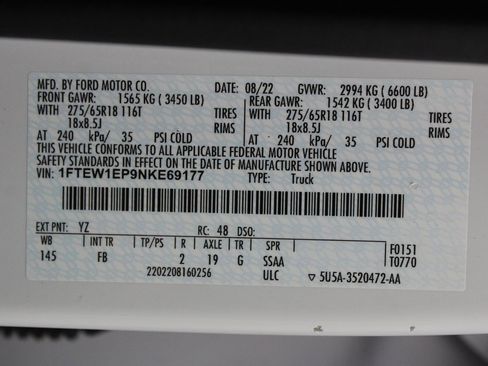 MFD. BY FORD MOTOR CO. DATE: 08/22 GVWR: 2994 KG ( 6600 LB)
FRONT GAWR: 1565 KG ( 3450 LB) REAR GAWR: 1542 KG ( 3400 LB)
WITH 275/65R18 116T TIRES WITH 275/65R18 116T TIRES
18x8.5J RIMS 18x8.5J RIMS
AT 240 kPa/ 35 PSI COLD AT 240 kPa/ 35 PSI COLD
THIS VEHICLE CONFORMS TO ALL APPLICABLE FEDERAL MOTOR VEHICLE SAFETY AND THEFT PREVENTION STANDARDS IN EFFECT ON THE DATE OF MANUFACTURE SHOWN ABOVE.
VIN: 1FTEW1EP9NKE69177 TYPE: Truck
EXT PNT: YZ RC: 48 DSO: F0151
WB INT TR TP/PS R AXLE TR SPR T0770
145 FB 2 19 G SSAA
2202208160256 ULC ▽ 5U5A-3520472-AA